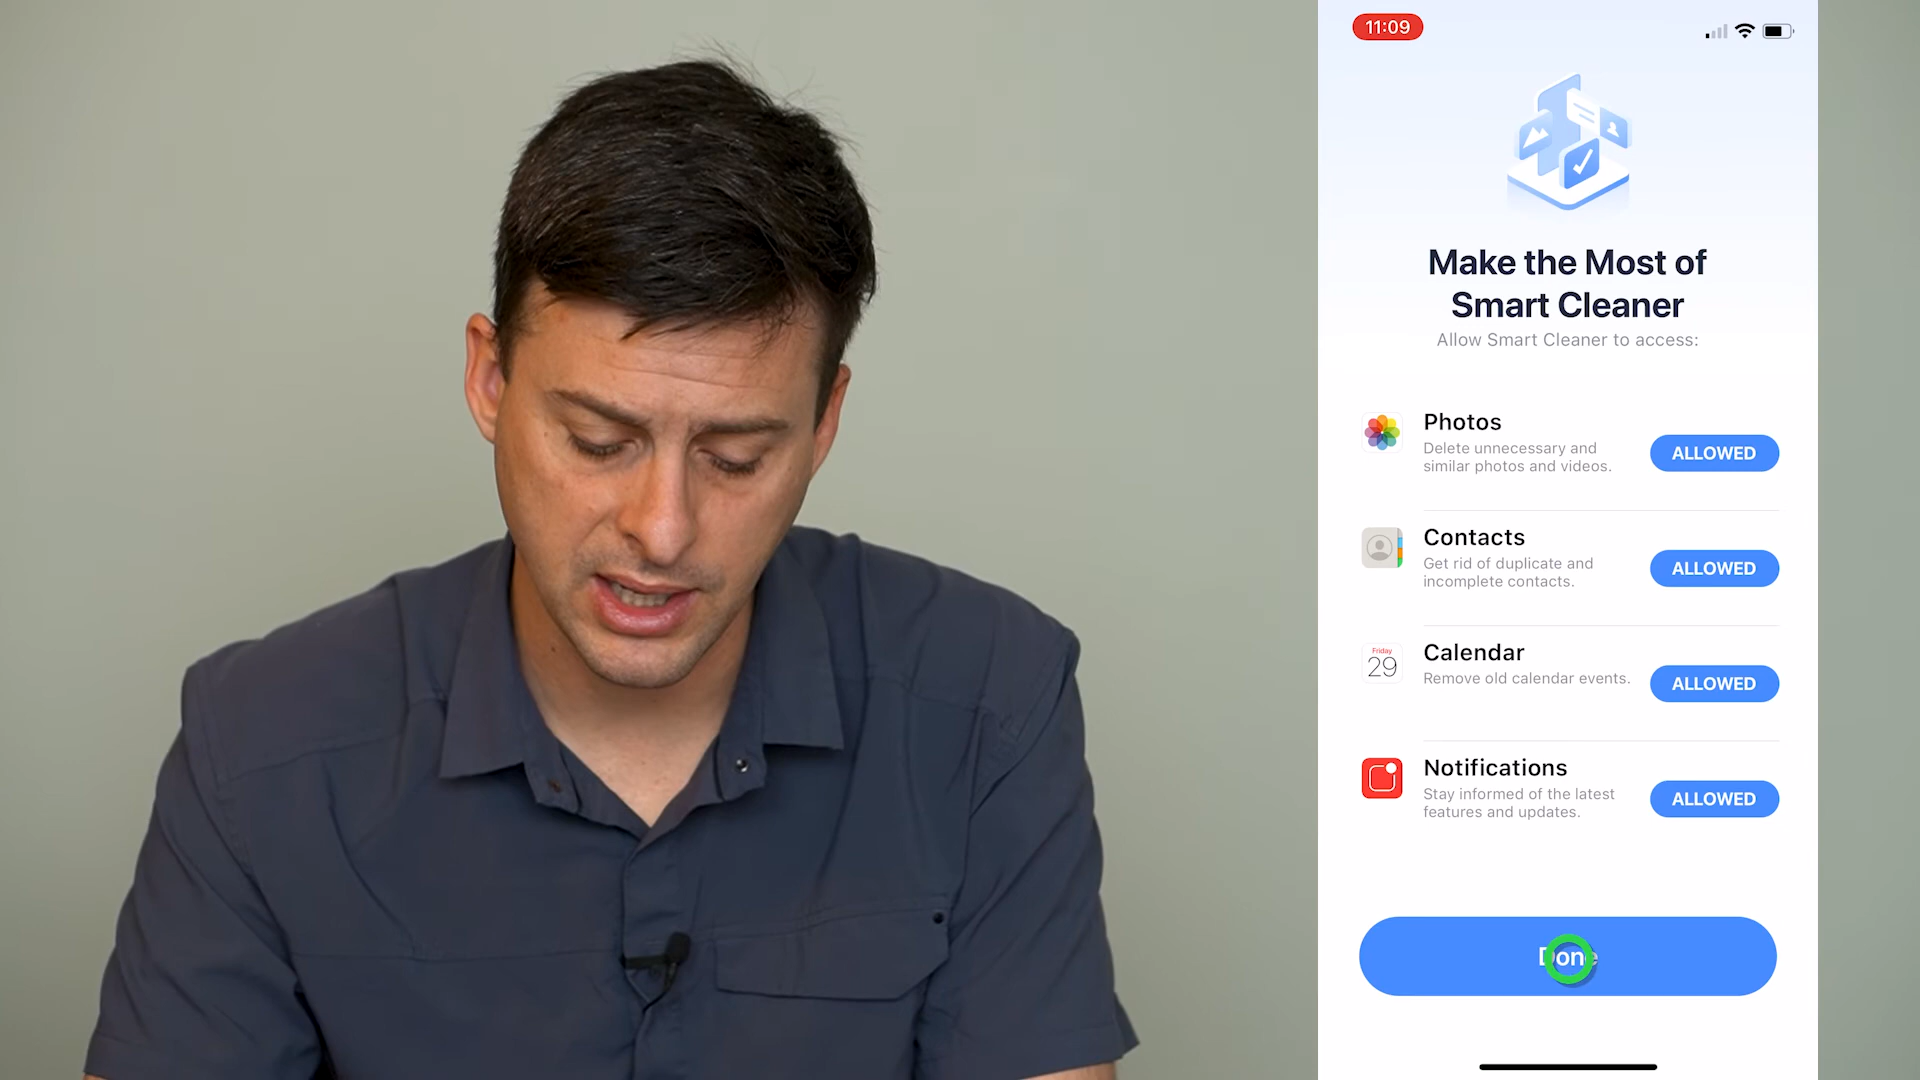 11:09
Make the Most of
Smart Cleaner
Allow Smart Cleaner to access:
Photos
Delete unnecessary and
similar photos and videos.
ALLOWED
Contacts
Get rid of duplicate and
incomplete contacts.
ALLOWED
Friday
29
Calendar
Remove old calendar events.
ALLOWED
Notifications
Stay informed of the latest
features and updates.
ALLOWED
Done